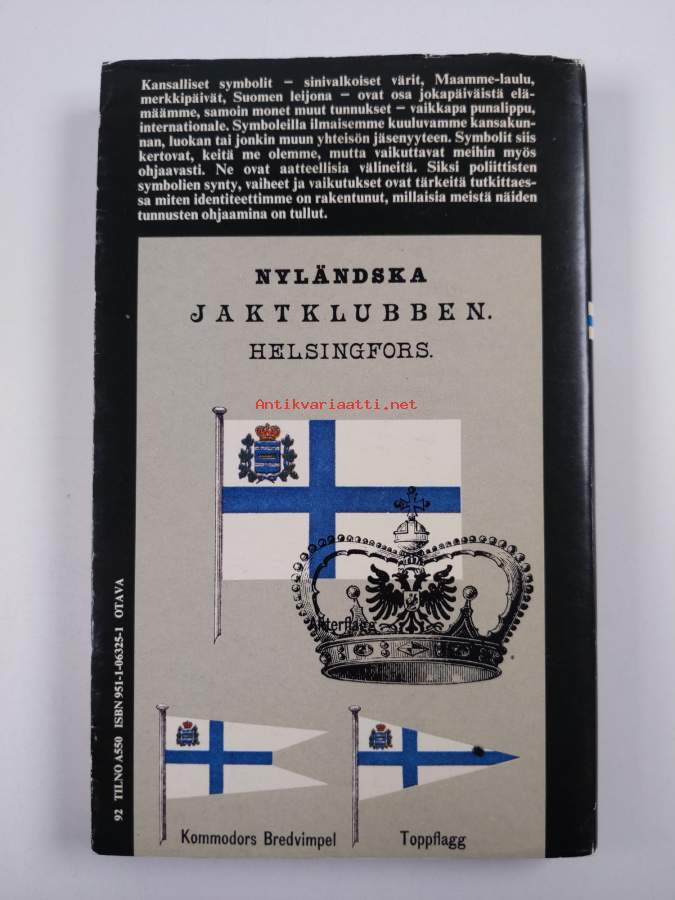 Kansalliset symbolit – sinivalkoiset värit, Maamme-laulu,
merkkipäivät, Suomen leijona – ovat osa jokapäiväistä elä-
määmme, samoin monet muut tunnukset – vaikkapa punalippu,
internationale. Symboleilla ilmaisemme kuuluvamme kansakun-
nan, luokan tai jonkin muun yhteisön jäsenyyteen. Symbolit siis
kertovat, keitä me olemme, mutta vaikuttavat meihin myös
ohjaavasti. Ne ovat aatteellisia välineitä. Siksi poliittisten
symbolien synty, vaiheet ja vaikutukset ovat tärkeitä tutkittaes-
sa miten identiteettimme on rakentunut, millaisia meistä näiden
tunnusten ohjaamina on tullut.
NYLÄNDSKA
JAKTKLUBBEN.
HELSINGFORS.
Antikvariaatti.net
Akterflagg
Kommodors Bredvimpel
Toppflagg
92 TILNO A550 ISBN 951-1-06325-1 OTAVA